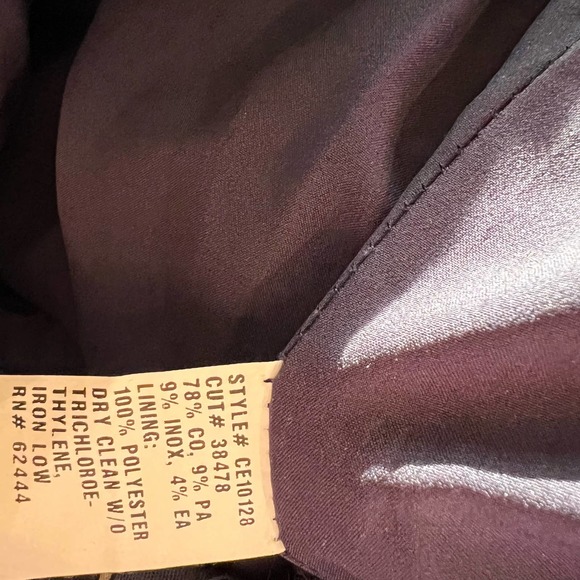 STYLE# CE10128
CUT# 38478
78% CO, 9% PA
9% INOX, 4% EA
LINING:
100% POLYESTER
DRY CLEAN W/O
TRICHLOROE-
THYLENE,
IRON LOW
RN# 62444